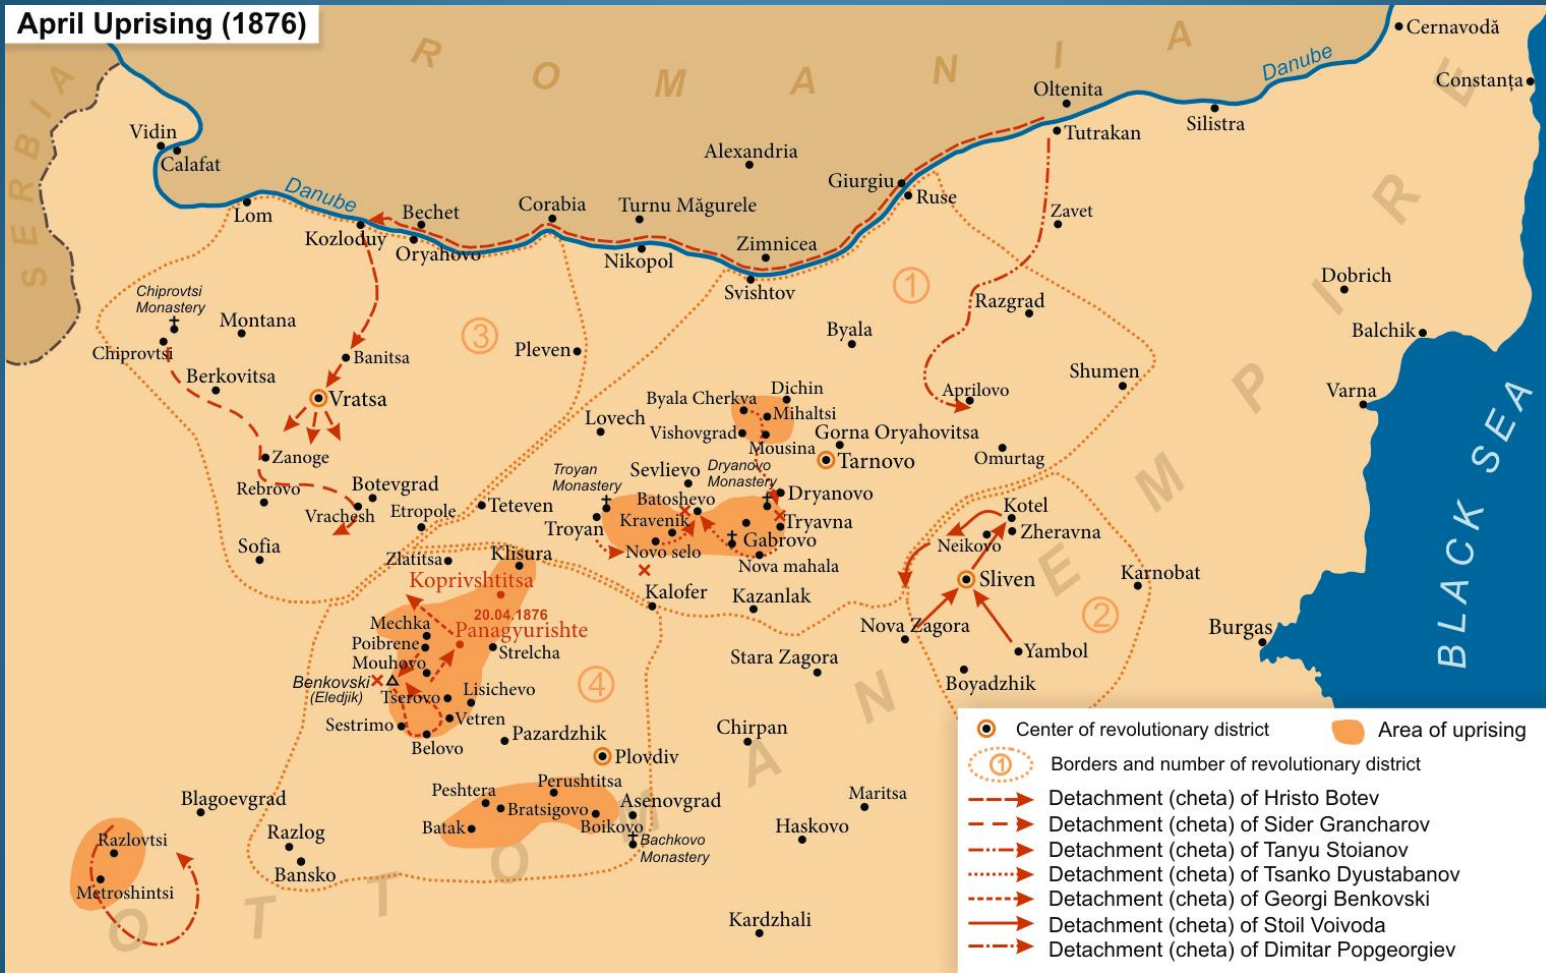 April Uprising (1876)
SERBIA
ROMANIA
OTTOMAN EMPIRE
BLACK SEA
Danube
Danube
Cernavodă
Constanța
Oltenita
Tutrakan
Silistra
Vidin
Calafat
Alexandria
Giurgiu
Ruse
Lom
Kozloduy
Bechet
Oryahovo
Corabia
Turnu Măgurele
Nikopol
Zimnicea
Svishtov
Zavet
Dobrich
Balchik
Varna
Chiprovtsi
Monastery
Chiprovtsi
Montana
Berkovitsa
Banitsa
Vratsa
3
Pleven
1
Byala
Razgrad
Shumen
Aprilovo
Omurtag
Zanoge
Rebrovo
Vrachesh
Botevgrad
Etropole
Teteven
Sofia
Lovech
Byala Cherkva
Dichin
Mihaltsi
Vishovgrad
Mousina
Gorna Oryahovitsa
Tarnovo
Troyan
Monastery
Sevlievo
Dryanovo
Monastery
Dryanovo
Batoshevo
Troyan
Kravenik
Tryavna
Novo selo
Gabrovo
Nova mahala
Kotel
Zheravna
Neikovo
Sliven
Karnobat
2
Nova Zagora
Yambol
Boyadzhik
Burgas
Zlatitsa
Klisura
Koprivshtitsa
20.04.1876
Panagyurishte
Mechka
Poibrene
Mouhovo
Strelcha
Benkovski
(Eledjik)
Tserovo
Lisichevo
Sestrimo
Vetren
Belovo
Pazardzhik
4
Plovdiv
Kalofer
Kazanlak
Stara Zagora
Chirpan
Maritsa
Haskovo
Kardzhali
Peshtera
Perushtitsa
Bratsigovo
Asenovgrad
Batak
Boikovo
Bachkovo
Monastery
Blagoevgrad
Razlog
Bansko
Razlovtsi
Metroshintsi
Center of revolutionary district
Area of uprising
1
Borders and number of revolutionary district
Detachment (cheta) of Hristo Botev
Detachment (cheta) of Sider Grancharov
Detachment (cheta) of Tanyu Stoianov
Detachment (cheta) of Tsanko Dyustabanov
Detachment (cheta) of Georgi Benkovski
Detachment (cheta) of Stoil Voivoda
Detachment (cheta) of Dimitar Popgeorgiev